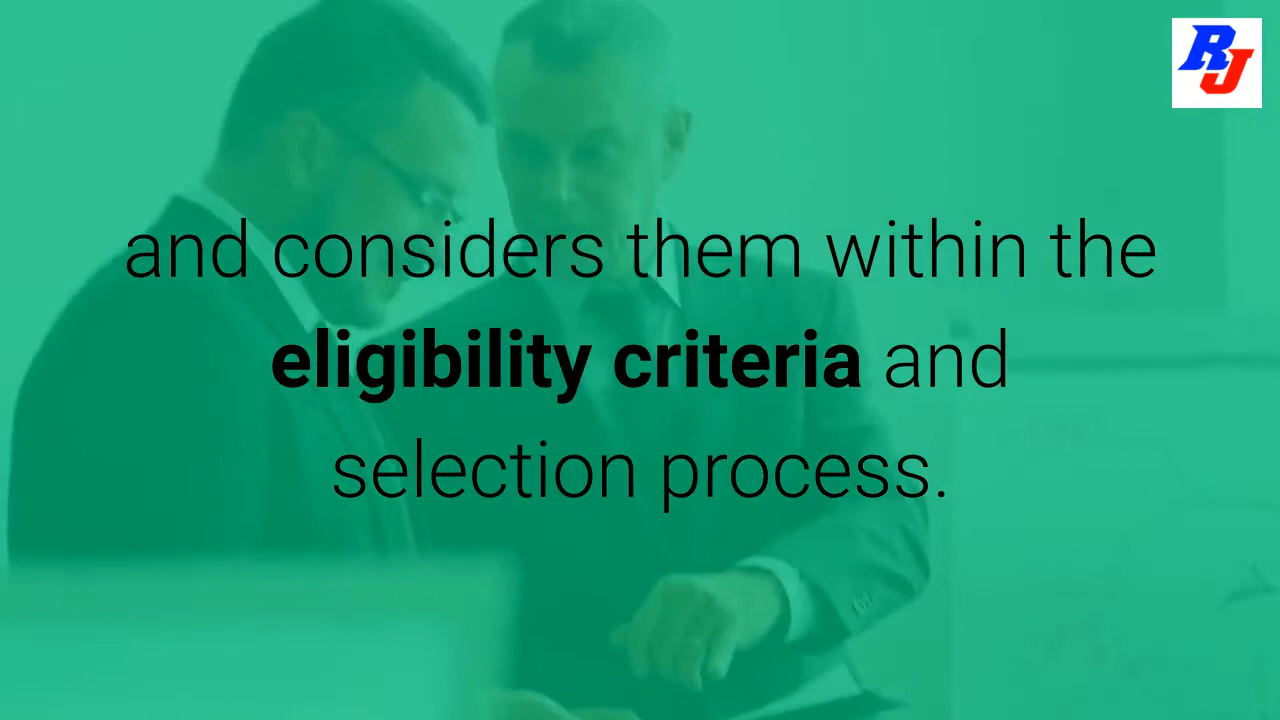 RJ
and considers them within the
eligibility criteria and
selection process.